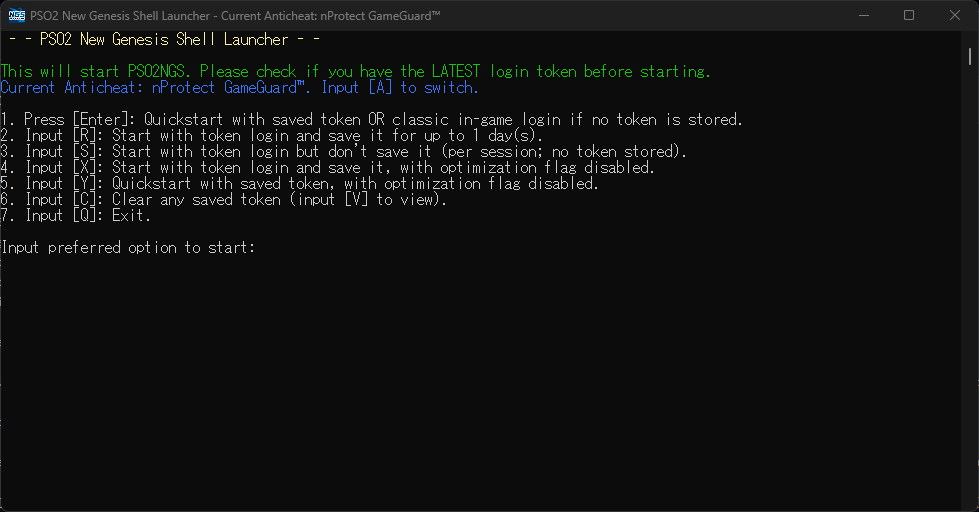 PSO2 New Genesis Shell Launcher - Current Anticheat: nProtect GameGuard™
- - PSO2 New Genesis Shell Launcher - -
This will start PSO2NGS. Please check if you have the LATEST login token before starting.
Current Anticheat: nProtect GameGuard™. Input [A] to switch.
1. Press [Enter]: Quickstart with saved token OR classic in-game login if no token is stored.
2. Input [R]: Start with token login and save it for up to 1 day(s).
3. Input [S]: Start with token login but don't save it (per session; no token stored).
4. Input [X]: Start with token login and save it, with optimization flag disabled.
5. Input [Y]: Quickstart with saved token, with optimization flag disabled.
6. Input [C]: Clear any saved token (input [V] to view).
7. Input [Q]: Exit.
Input preferred option to start: